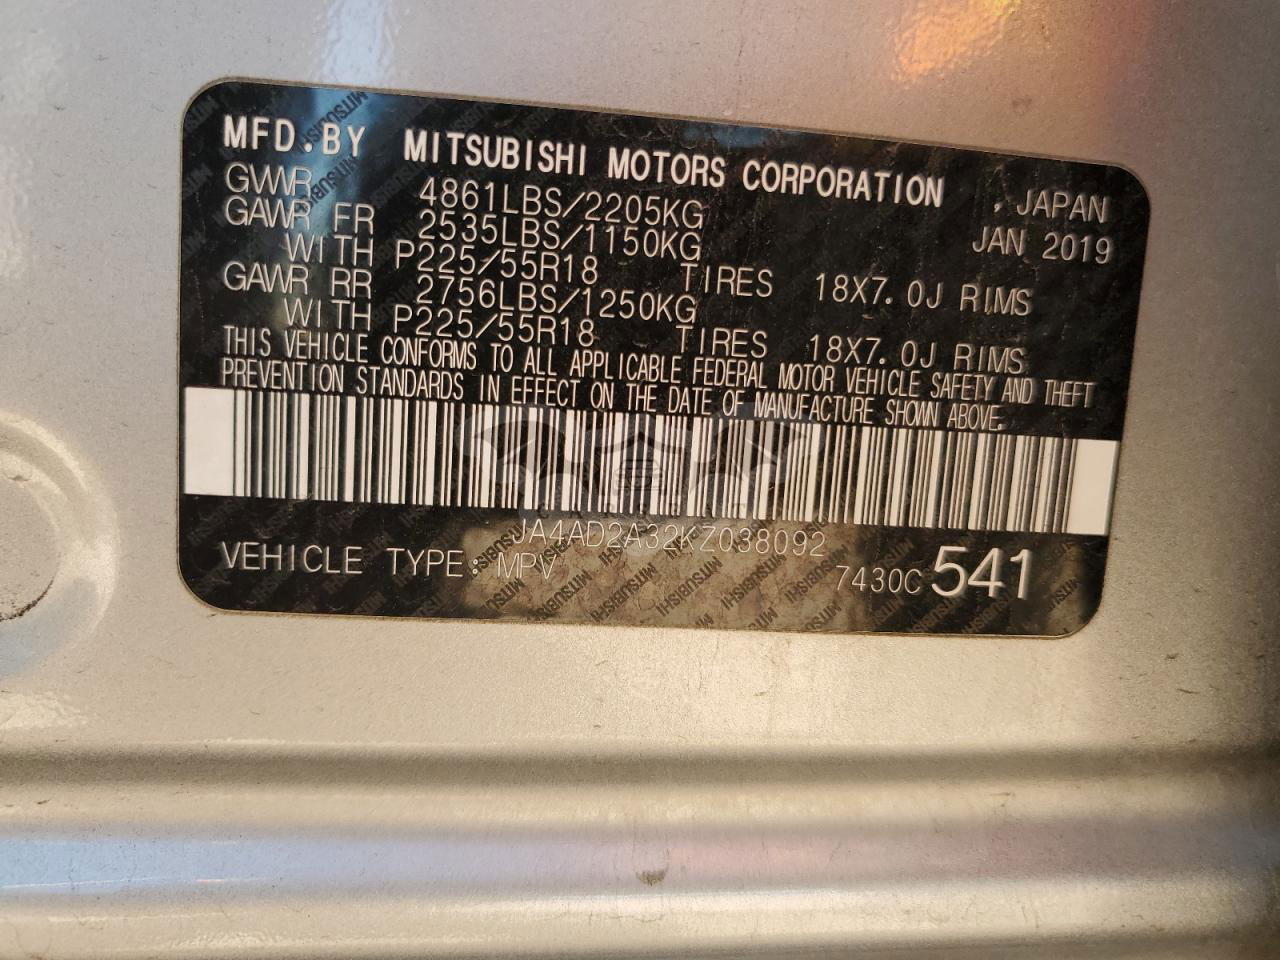 MFD.BY MITSUBISHI MOTORS CORPORATION , JAPAN
GVWR 4861LBS/2205KG JAN 2019
GAWR FR 2535LBS/1150KG
WITH P225/55R18 TIRES 18X7.0J RIMS
GAWR RR 2756LBS/1250KG
WITH P225/55R18 TIRES 18X7.0J RIMS
THIS VEHICLE CONFORMS TO ALL APPLICABLE FEDERAL MOTOR VEHICLE SAFETY AND THEFT
PREVENTION STANDARDS IN EFFECT ON THE DATE OF MANUFACTURE SHOWN ABOVE.
JA4AD2A32KZ038092
VEHICLE TYPE: MPV 7430C 541